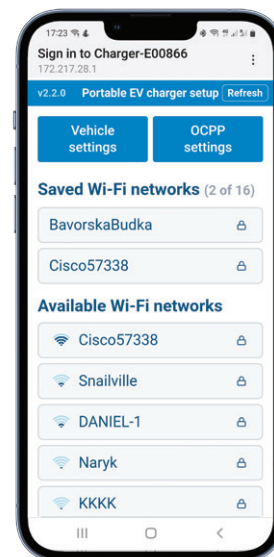 17:23
Sign in to Charger-E00866
172.217.28.1
v2.2.0 Portable EV charger setup Refresh
Vehicle settings
OCPP settings
Saved Wi-Fi networks (2 of 16)
BavorskaBudka
Cisco57338
Available Wi-Fi networks
Cisco57338
Snailville
DANIEL-1
Naryk
KKKK